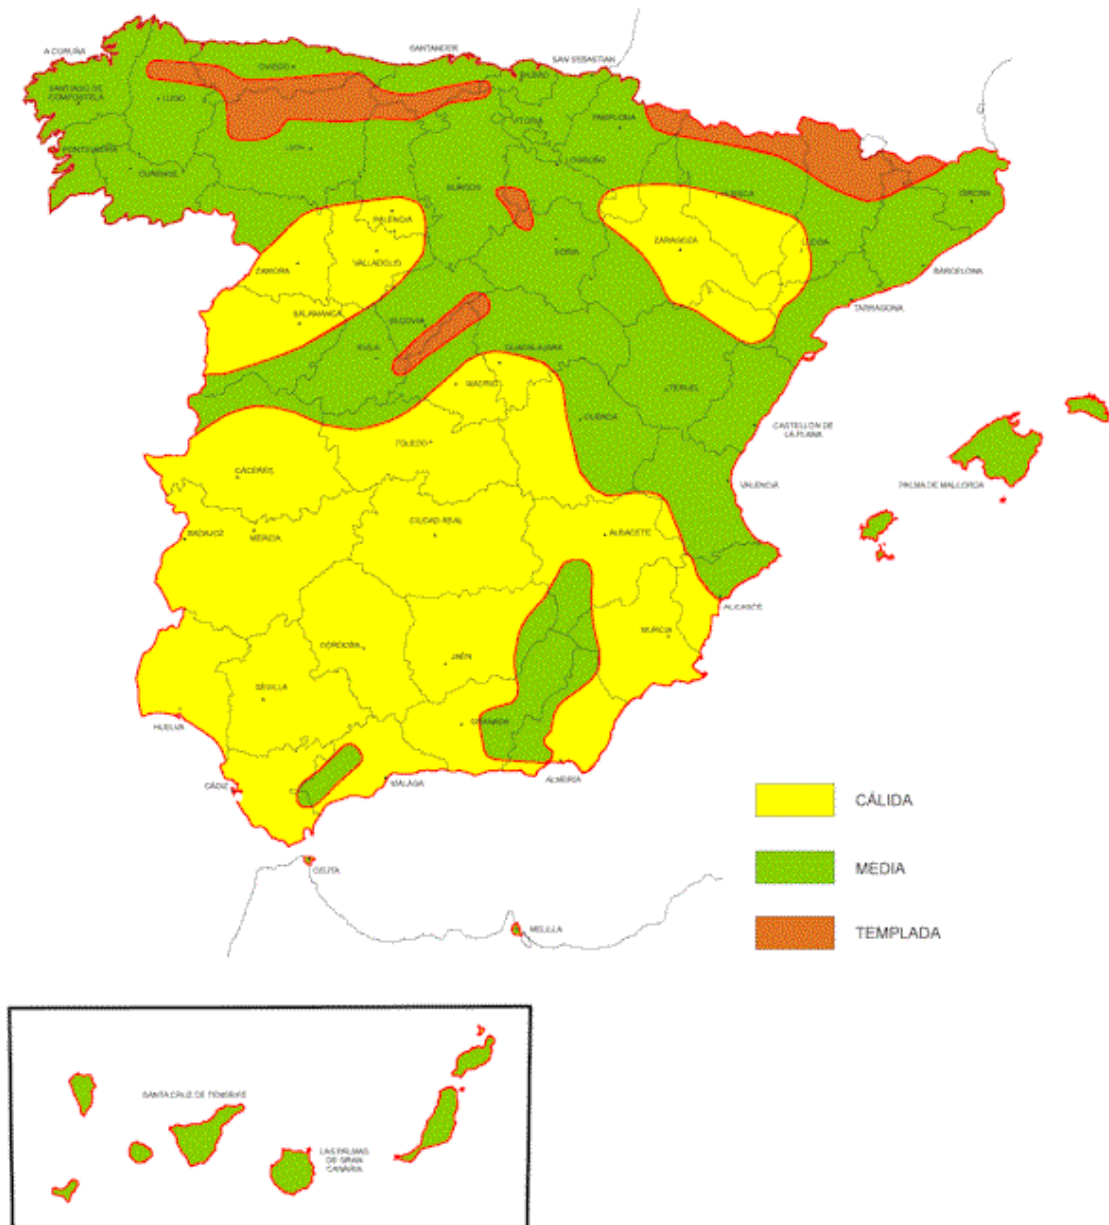 SANTANDER
A CORUÑA
SAN SEBASTIAN
OVIEDO
BILBAO
SANTIAGO DE
COMPOSTELA
LUGO
VITORIA
PAMPLONA
PONTEVEDRA
LEON
LOGROÑO
OURENSE
BURGOS
HUESCA
GIRONA
PALENCIA
ZARAGOZA
LLEIDA
SORIA
ZAMORA
VALLADOLID
BARCELONA
TARRAGONA
SALAMANCA
SEGOVIA
AVILA
GUADALAJARA
MADRID
TERUEL
CUENCA
CASTELLON DE
LA PLANA
TOLEDO
CÁCERES
VALENCIA
PALMA DE MALLORCA
CIUDAD REAL
BADAJOZ
MERIDA
ALBACETE
ALICANTE
MURCIA
CORDOBA
JAÉN
SEVILLA
HUELVA
GRANADA
CÁDIZ
MALAGA
ALMERIA
CÁLIDA
MEDIA
CEUTA
MELILLA
TEMPLADA
SANTA CRUZ DE TENERIFE
LAS PALMAS
DE GRAN
CANARIA